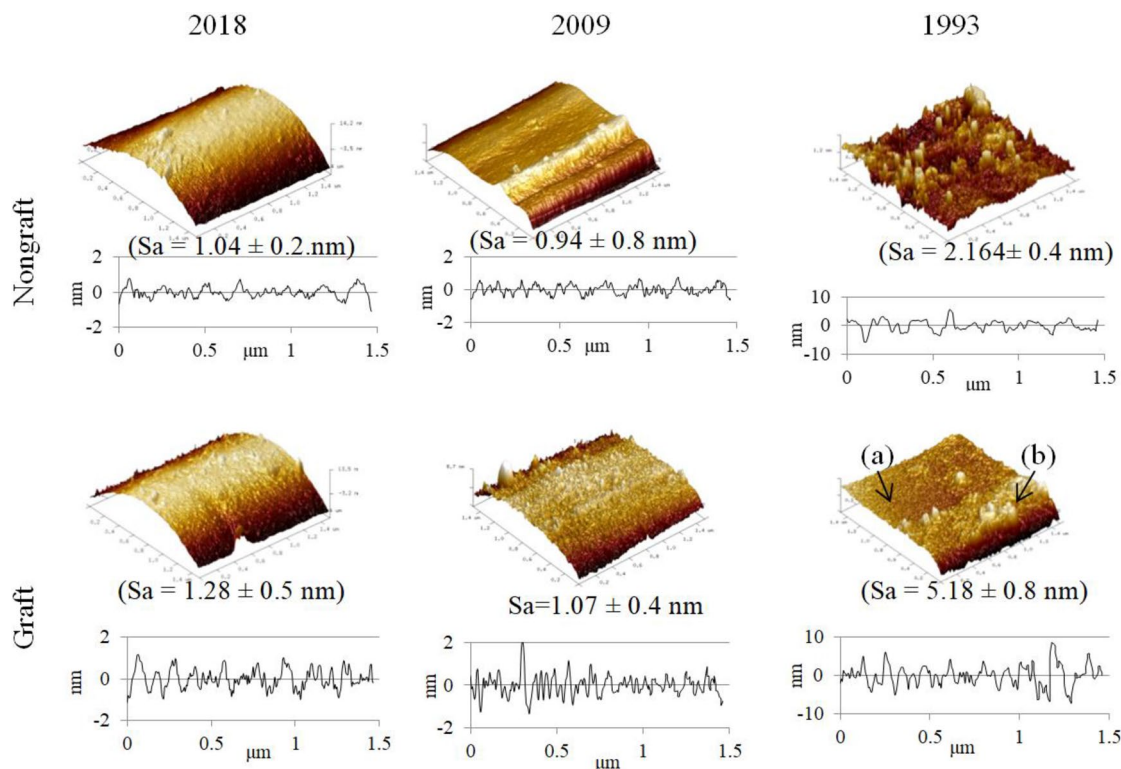 2018 2009 1993
Nongraft
(Sa = 1.04 ± 0.2.nm) (Sa = 0.94 ± 0.8 nm) (Sa = 2.164± 0.4 nm)
2 2
nm 0 nm 0 10
-2 -2 nm 0
0 0.5 1 1.5 0 0.5 1 1.5 -10
μm μm 0 0.5 1 1.5
μm
Graft
(a) (b)
(Sa = 1.28 ± 0.5 nm) Sa=1.07 ± 0.4 nm (Sa = 5.18 ± 0.8 nm)
2 2 10
nm 0 nm 0 nm 0
-2 -2 -10
0 0.5 1 1.5 0 0.5 1 1.5 0 0.5 1 1.5
μm μm μm